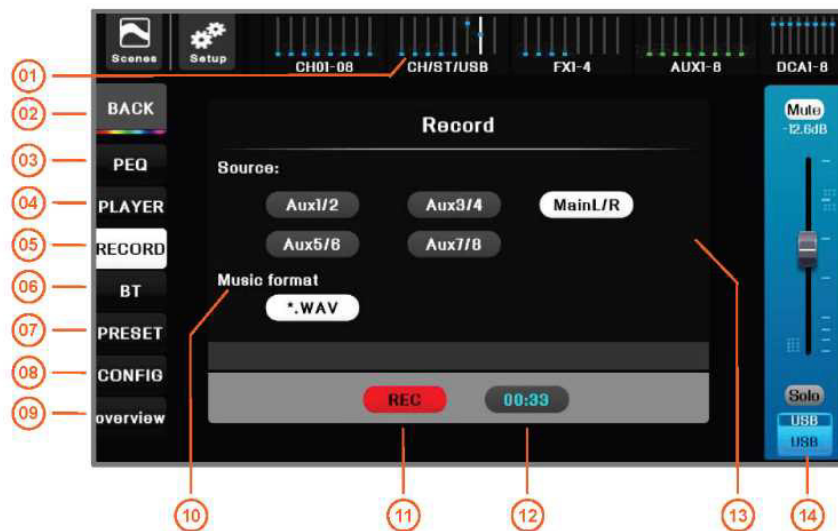 Scenes
Setup
CH01-08
CH/ST/USB
FX1-4
AUX1-8
DCA1-8
01
02
03
04
05
06
07
08
09
BACK
PEQ
PLAYER
RECORD
BT
PRESET
CONFIG
overview
Record
Source:
Aux1/2 Aux3/4 MainL/R
Aux5/6 Aux7/8
Music format
*.WAV
REC 00:33
Mute
-12.6dB
Solo
USB
USB
10 11 12 13 14